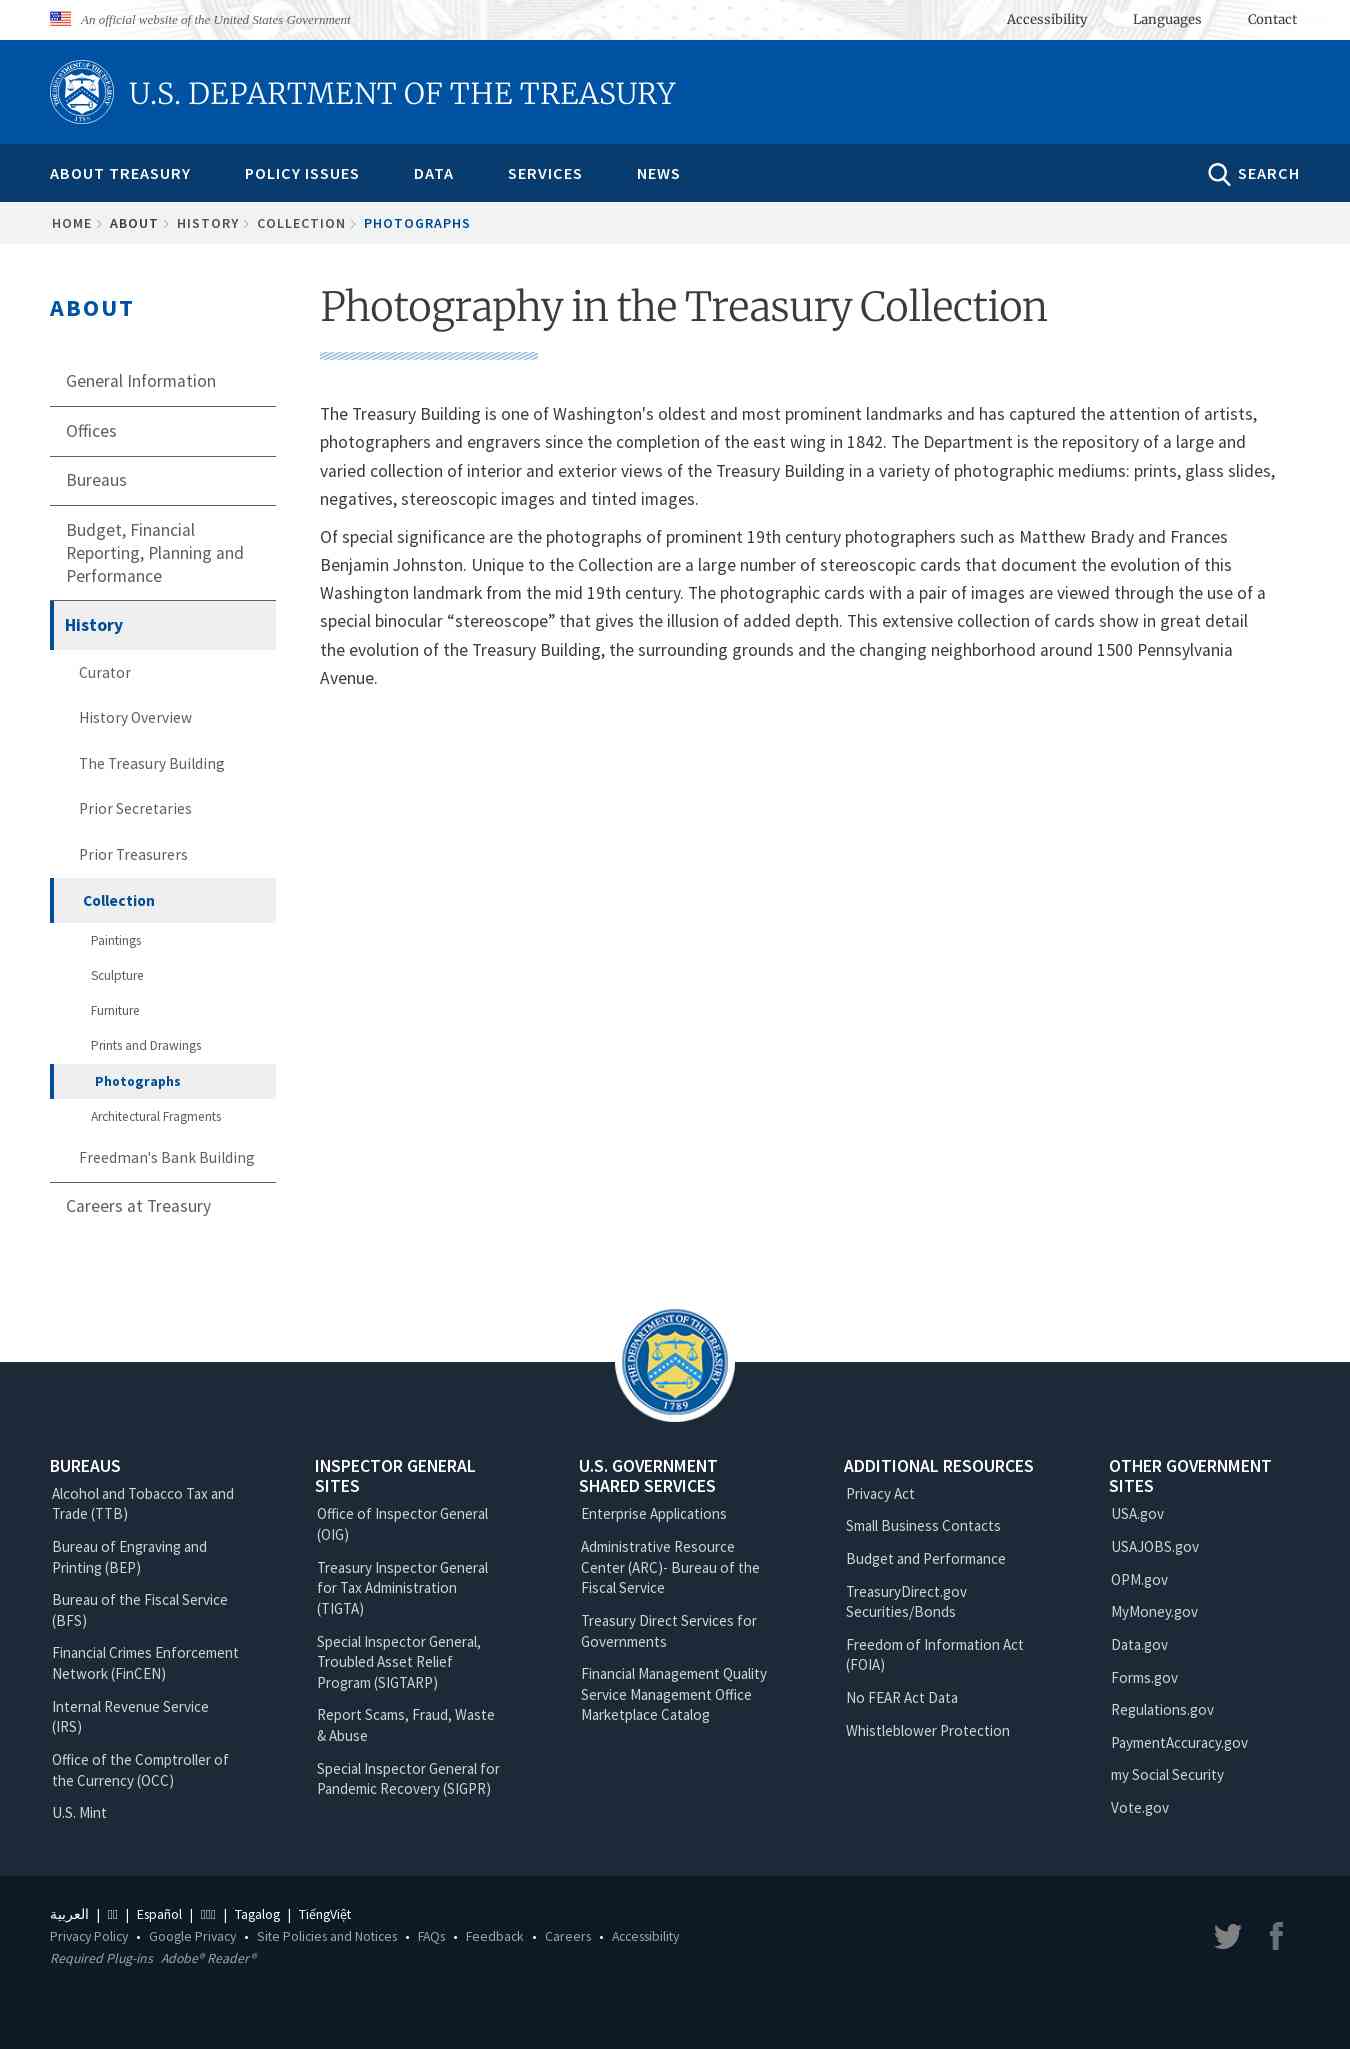 An official website of the United States Government
Accessibility
Languages
Contact
U.S. DEPARTMENT OF THE TREASURY
ABOUT TREASURY
POLICY ISSUES
DATA
SERVICES
NEWS
SEARCH
HOME
ABOUT
HISTORY
COLLECTION
PHOTOGRAPHS
ABOUT
General Information
Offices
Bureaus
Budget, Financial
Reporting, Planning and
Performance
History
Curator
History Overview
The Treasury Building
Prior Secretaries
Prior Treasurers
Collection
Paintings
Sculpture
Furniture
Prints and Drawings
Photographs
Architectural Fragments
Freedman's Bank Building
Careers at Treasury
Photography in the Treasury Collection
The Treasury Building is one of Washington's oldest and most prominent landmarks and has captured the attention of artists,
photographers and engravers since the completion of the east wing in 1842. The Department is the repository of a large and
varied collection of interior and exterior views of the Treasury Building in a variety of photographic mediums: prints, glass slides,
negatives, stereoscopic images and tinted images.
Of special significance are the photographs of prominent 19th century photographers such as Matthew Brady and Frances
Benjamin Johnston. Unique to the Collection are a large number of stereoscopic cards that document the evolution of this
Washington landmark from the mid 19th century. The photographic cards with a pair of images are viewed through the use of a
special binocular “stereoscope” that gives the illusion of added depth. This extensive collection of cards show in great detail
the evolution of the Treasury Building, the surrounding grounds and the changing neighborhood around 1500 Pennsylvania
Avenue.
THE DEPARTMENT OF THE TREASURY
1789
BUREAUS
Alcohol and Tobacco Tax and
Trade (TTB)
Bureau of Engraving and
Printing (BEP)
Bureau of the Fiscal Service
(BFS)
Financial Crimes Enforcement
Network (FinCEN)
Internal Revenue Service
(IRS)
Office of the Comptroller of
the Currency (OCC)
U.S. Mint
INSPECTOR GENERAL
SITES
Office of Inspector General
(OIG)
Treasury Inspector General
for Tax Administration
(TIGTA)
Special Inspector General,
Troubled Asset Relief
Program (SIGTARP)
Report Scams, Fraud, Waste
& Abuse
Special Inspector General for
Pandemic Recovery (SIGPR)
U.S. GOVERNMENT
SHARED SERVICES
Enterprise Applications
Administrative Resource
Center (ARC)- Bureau of the
Fiscal Service
Treasury Direct Services for
Governments
Financial Management Quality
Service Management Office
Marketplace Catalog
ADDITIONAL RESOURCES
Privacy Act
Small Business Contacts
Budget and Performance
TreasuryDirect.gov
Securities/Bonds
Freedom of Information Act
(FOIA)
No FEAR Act Data
Whistleblower Protection
OTHER GOVERNMENT
SITES
USA.gov
USAJOBS.gov
OPM.gov
MyMoney.gov
Data.gov
Forms.gov
Regulations.gov
PaymentAccuracy.gov
my Social Security
Vote.gov
العربية | | Español | | Tagalog | TiếngViệt
Privacy Policy • Google Privacy • Site Policies and Notices • FAQs • Feedback • Careers • Accessibility
Required Plug-ins Adobe® Reader®